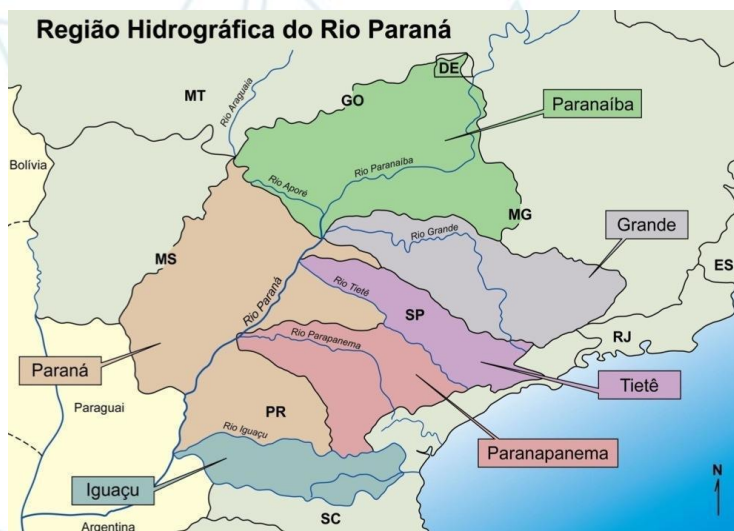 Região Hidrográfica do Rio Paraná
DE
MT
Rio Araguaia
GO
Paranaíba
Bolívia
Rio Aporé
Rio Paranaíba
MG
Grande
Rio Grande
MS
ES
Rio Paraná
Rio Tietê
SP
RJ
Rio Parapanema
Paraná
Tietê
Paraguai
PR
Rio Iguaçu
Paranapanema
N
Iguaçu
SC
Argentina